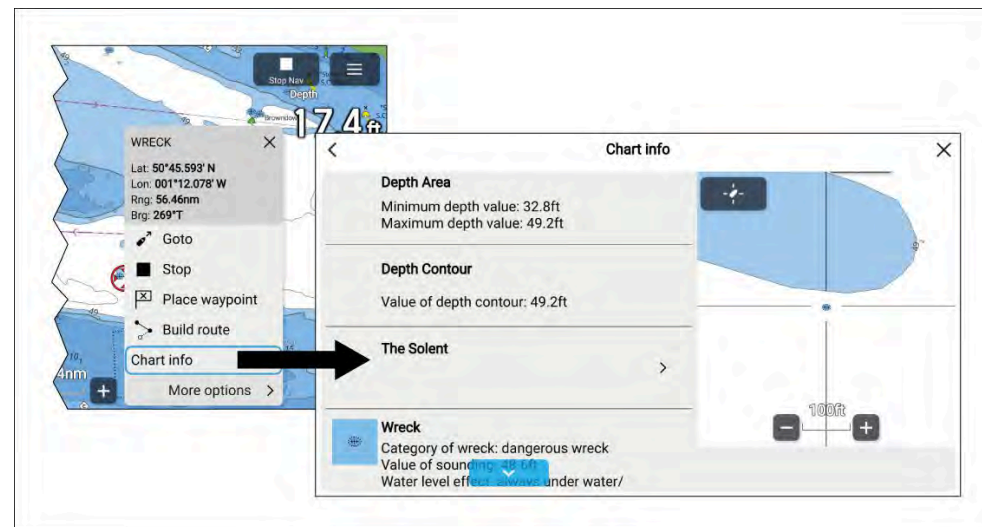 Stop Nav
Depth
17.4ft
WRECK
Lat: 50°45.593' N
Lon: 001°12.078' W
Rng: 56.46nm
Brg: 269°T
Goto
Stop
Place waypoint
Build route
Chart info
More options
4nm
Chart info
Depth Area
Minimum depth value: 32.8ft
Maximum depth value: 49.2ft
Depth Contour
Value of depth contour: 49.2ft
The Solent
Wreck
Category of wreck: dangerous wreck
Value of sounding: 48.6ft
Water level effect: always under water/
100ft